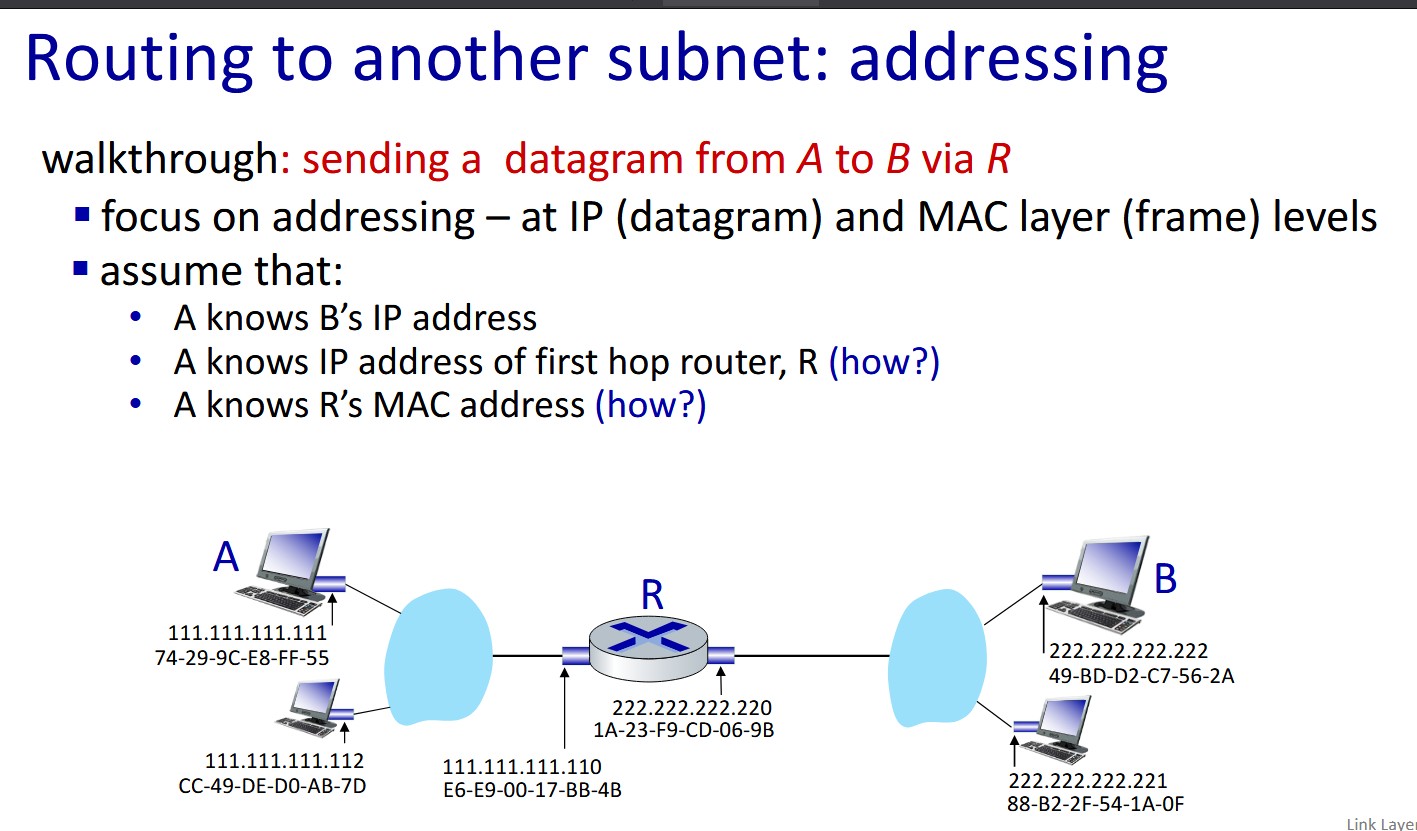 Routing to another subnet: addressing
walkthrough: sending a datagram from A to B via R
▪ focus on addressing – at IP (datagram) and MAC layer (frame) levels
▪ assume that:
• A knows B’s IP address
• A knows IP address of first hop router, R (how?)
• A knows R’s MAC address (how?)
A
R
B
111.111.111.111
74-29-9C-E8-FF-55
222.222.222.222
49-BD-D2-C7-56-2A
222.222.222.220
1A-23-F9-CD-06-9B
111.111.111.112
CC-49-DE-D0-AB-7D
111.111.111.110
E6-E9-00-17-BB-4B
222.222.222.221
88-B2-2F-54-1A-0F
Link Layer